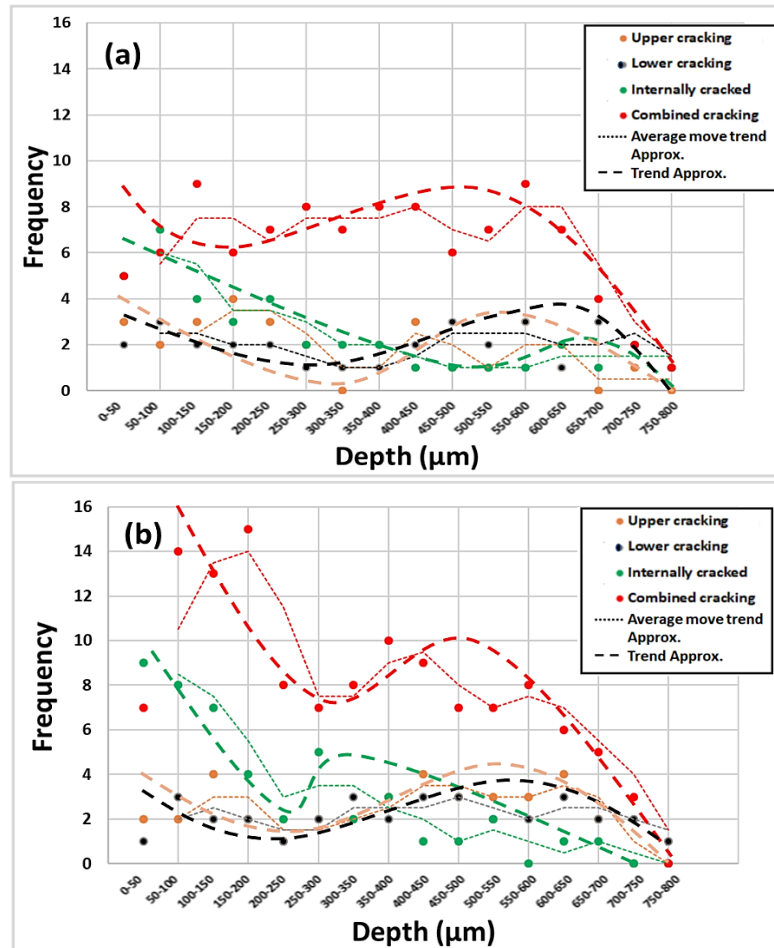 (a)
Upper cracking
Lower cracking
Internally cracked
Combined cracking
Average move trend
Approx.
Trend Approx.
Frequency
16
14
12
10
8
6
4
2
0
0-50
50-100
100-150
150-200
200-250
250-300
300-350
350-400
400-450
450-500
500-550
550-600
600-650
650-700
700-750
750-800
Depth (µm)
(b)
Upper cracking
Lower cracking
Internally cracked
Combined cracking
Average move trend
Approx.
Trend Approx.
Frequency
16
14
12
10
8
6
4
2
0
0-50
50-100
100-150
150-200
200-250
250-300
300-350
350-400
400-450
450-500
500-550
550-600
600-650
650-700
700-750
750-800
Depth (µm)